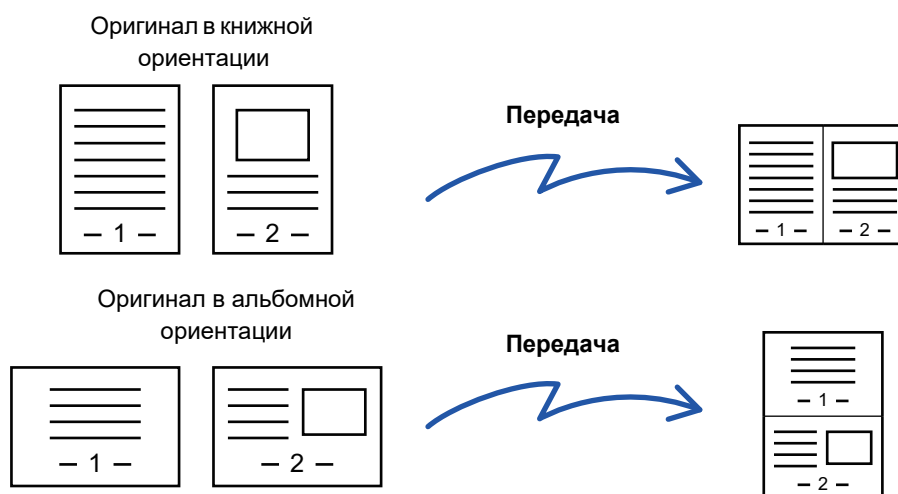 Оригинал в книжной
ориентации
Передача
– 1 –
– 2 –
– 1 –
– 2 –
Оригинал в альбомной
ориентации
Передача
– 1 –
– 2 –
– 1 –
– 2 –